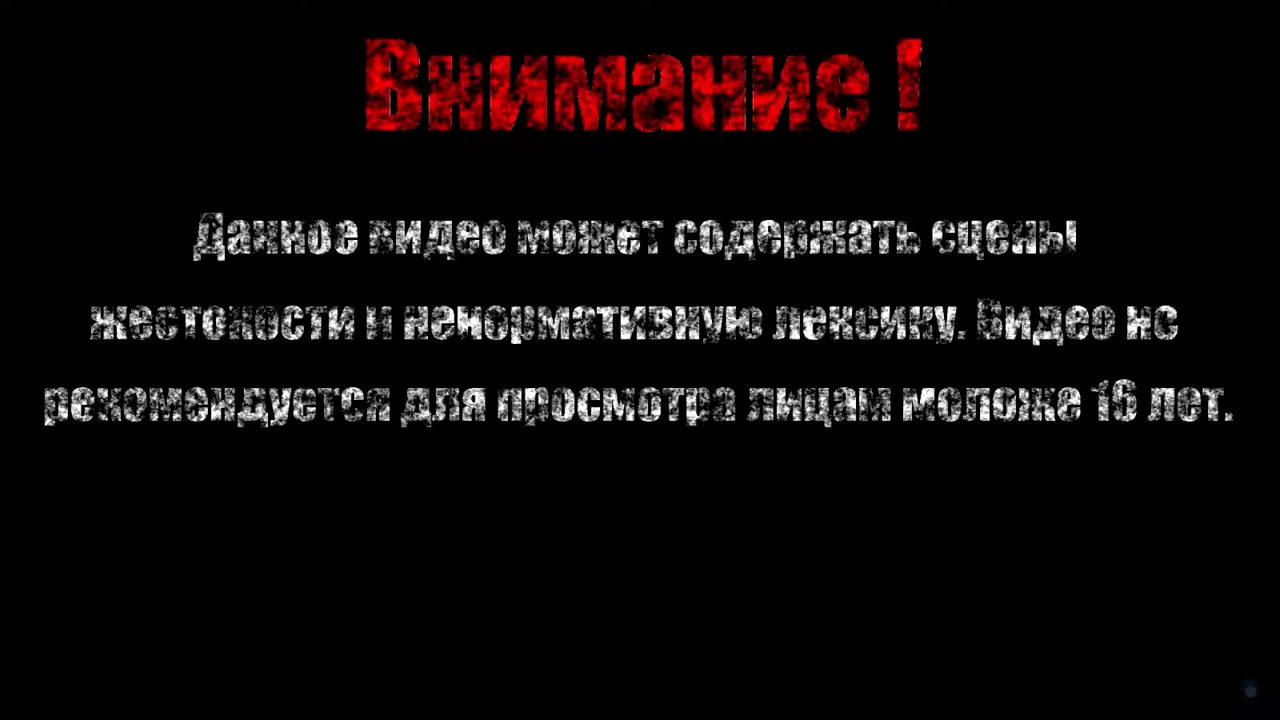 Внимание !
Данное видео может содержать сцены
жестокости и ненормативную лексику. Видео не
рекомендуется для просмотра лицам моложе 16 лет.